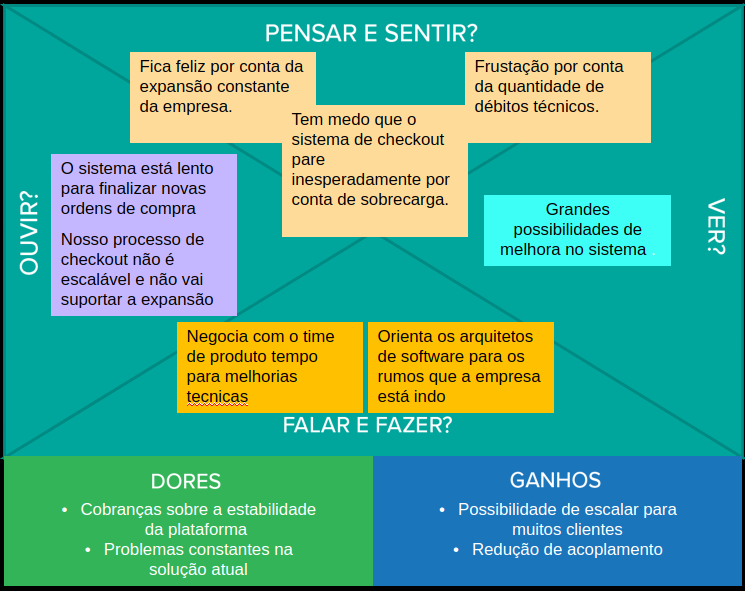 PENSAR E SENTIR?
Fica feliz por conta da
expansão constante
da empresa.
Tem medo que o
sistema de checkout
pare
inesperadamente por
conta de sobrecarga.
Frustação por conta
da quantidade de
débitos técnicos.
OUVIR?
O sistema está lento
para finalizar novas
ordens de compra
Nosso processo de
checkout não é
escalável e não vai
suportar a expansão
VER?
Grandes
possibilidades de
melhora no sistema .
Negocia com o time
de produto tempo
para melhorias
tecnicas
Orienta os arquitetos
de software para os
rumos que a empresa
está indo
FALAR E FAZER?
DORES
• Cobranças sobre a estabilidade
da plataforma
• Problemas constantes na
solução atual
GANHOS
• Possibilidade de escalar para
muitos clientes
• Redução de acoplamento